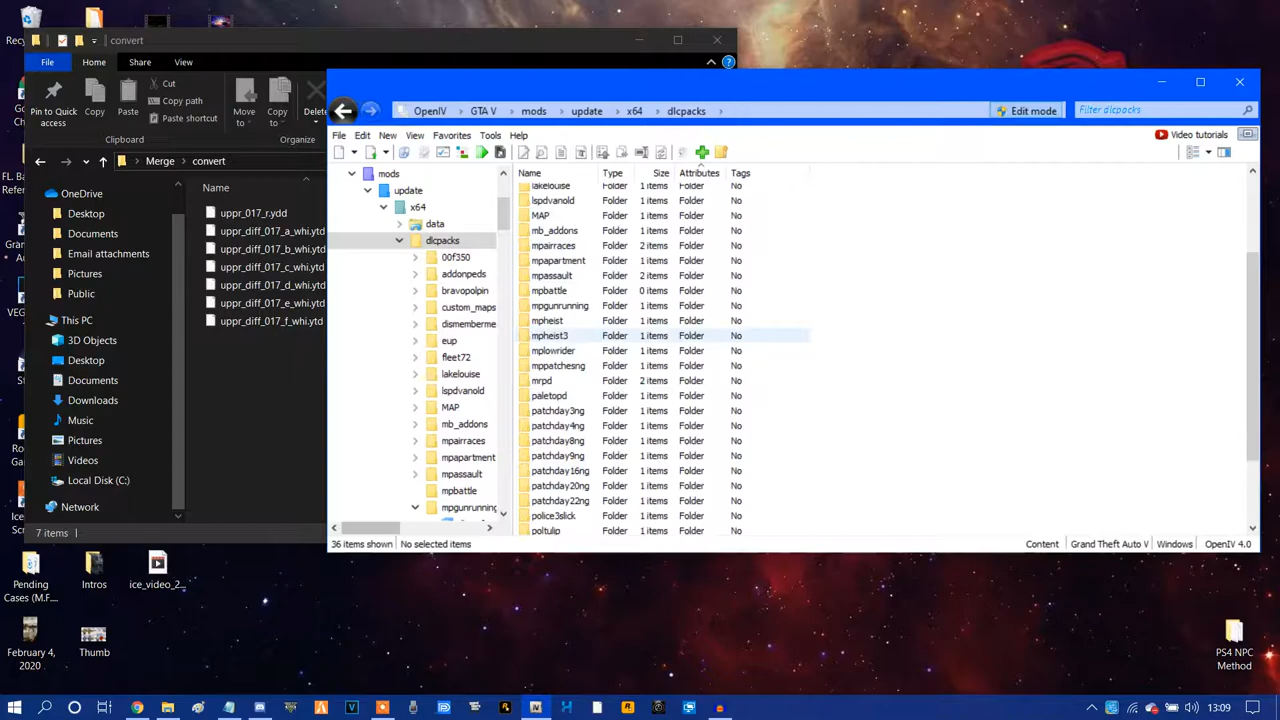 Recy
convert
File
Home
Share
View
Pin to Quick access
Copy
Paste
Cut
Copy path
Paste shortcut
Move to
Copy to
Delete
Clipboard
Organize
Merge
convert
OneDrive
Desktop
Documents
Email attachments
Pictures
Public
This PC
3D Objects
Desktop
Documents
Downloads
Music
Pictures
Videos
Local Disk (C:)
Network
Name
uppr_017_r.ydd
uppr_diff_017_a_whi.ytd
uppr_diff_017_b_whi.ytd
uppr_diff_017_c_whi.ytd
uppr_diff_017_d_whi.ytd
uppr_diff_017_e_whi.ytd
uppr_diff_017_f_whi.ytd
7 items
OpenIV
GTA V
mods
update
x64
dlcpacks
Edit mode
Filter dlcpacks
File
Edit
New
View
Favorites
Tools
Help
Video tutorials
mods
update
x64
data
dlcpacks
00f350
addonpeds
bravopolpin
custom_maps
dismemberme
eup
fleet72
lakelouise
lspdvanold
MAP
mb_addons
mpairraces
mpapartment
mpassault
mpbattle
mpgunrunning
Name Type Size Attributes Tags
lakelouise Folder 1 items Folder No
lspdvanold Folder 1 items Folder No
MAP Folder 1 items Folder No
mb_addons Folder 1 items Folder No
mpairraces Folder 2 items Folder No
mpapartment Folder 1 items Folder No
mpassault Folder 2 items Folder No
mpbattle Folder 0 items Folder No
mpgunrunning Folder 1 items Folder No
mpheist Folder 1 items Folder No
mpheist3 Folder 1 items Folder No
mplowrider Folder 1 items Folder No
mppatchesng Folder 1 items Folder No
mrpd Folder 2 items Folder No
paletopd Folder 1 items Folder No
patchday3ng Folder 1 items Folder No
patchday4ng Folder 1 items Folder No
patchday8ng Folder 1 items Folder No
patchday9ng Folder 1 items Folder No
patchday16ng Folder 1 items Folder No
patchday20ng Folder 1 items Folder No
patchday22ng Folder 1 items Folder No
police3slick Folder 1 items Folder No
poltulip Folder 1 items Folder No
36 items shown
No selected items
Content
Grand Theft Auto V
Windows
OpenIV 4.0
Pending Cases (M.F....
Intros
ice_video_2...
February 4, 2020
Thumb
PS4 NPC Method
13:09